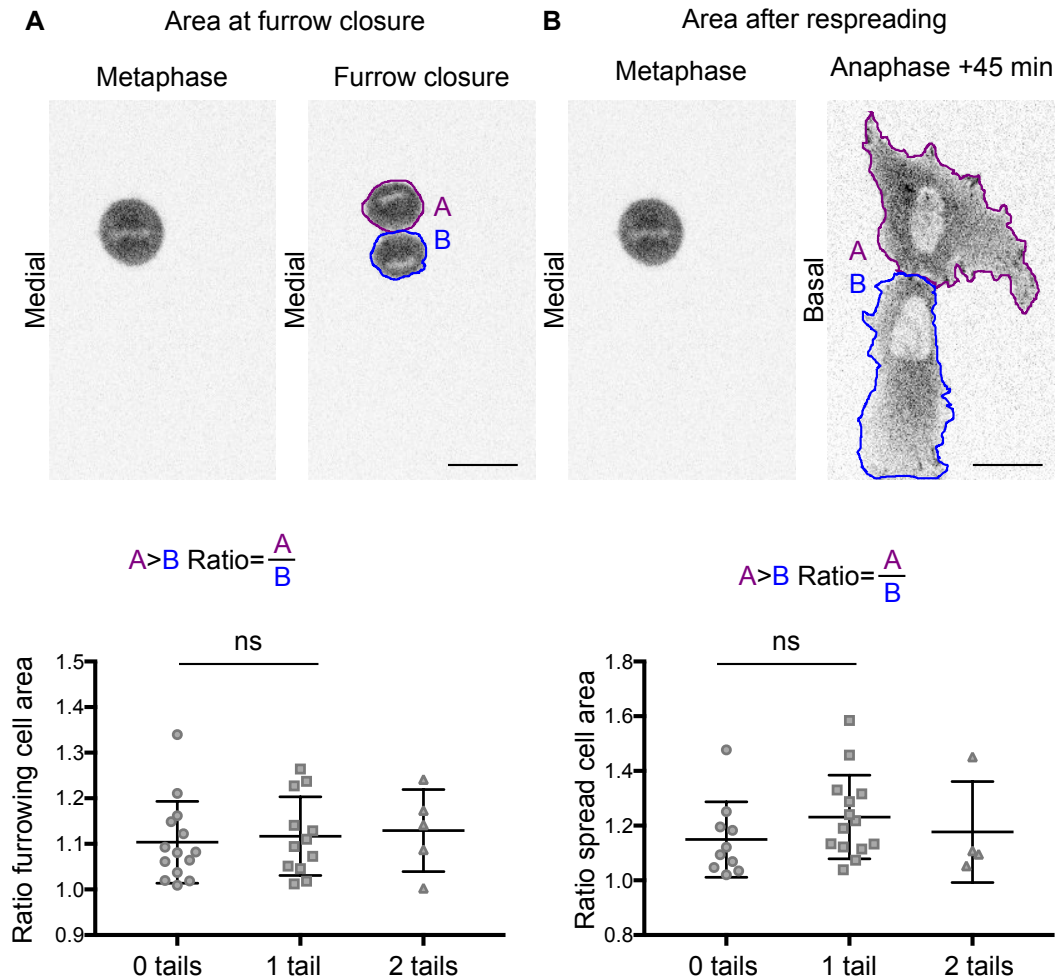 A Area at furrow closure
Metaphase
Furrow closure
Medial
Medial
A
B
A>B Ratio=A/B
Ratio furrowing cell area
1.5
1.4
1.3
1.2
1.1
1.0
0.9
ns
0 tails
1 tail
2 tails
B Area after respreading
Metaphase
Anaphase +45 min
Medial
Basal
A
B
A>B Ratio=A/B
Ratio spread cell area
1.8
1.6
1.4
1.2
1.0
0.8
ns
0 tails
1 tail
2 tails